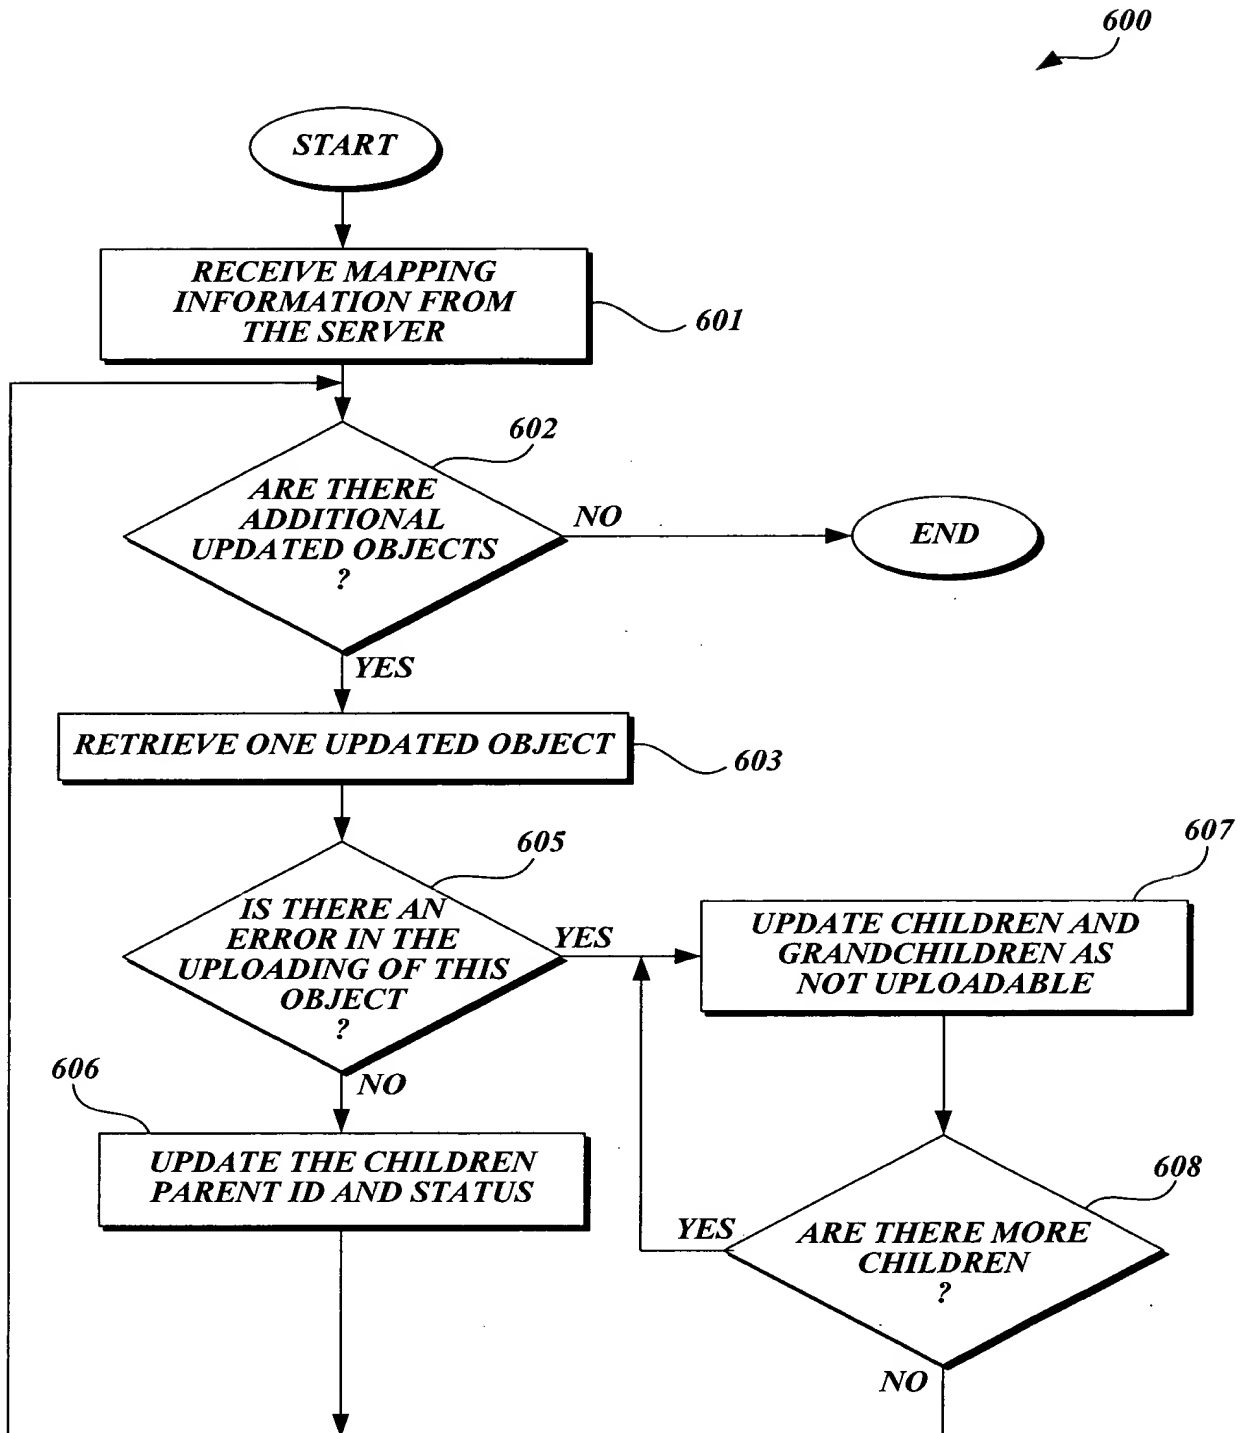 600
START
RECEIVE MAPPING
INFORMATION FROM
THE SERVER
601
602
ARE THERE
ADDITIONAL
UPDATED OBJECTS
?
NO
END
YES
RETRIEVE ONE UPDATED OBJECT
603
605
IS THERE AN
ERROR IN THE
UPLOADING OF THIS
OBJECT
?
YES
607
UPDATE CHILDREN AND
GRANDCHILDREN AS
NOT UPLOADABLE
NO
606
UPDATE THE CHILDREN
PARENT ID AND STATUS
608
YES
ARE THERE MORE
CHILDREN
?
NO